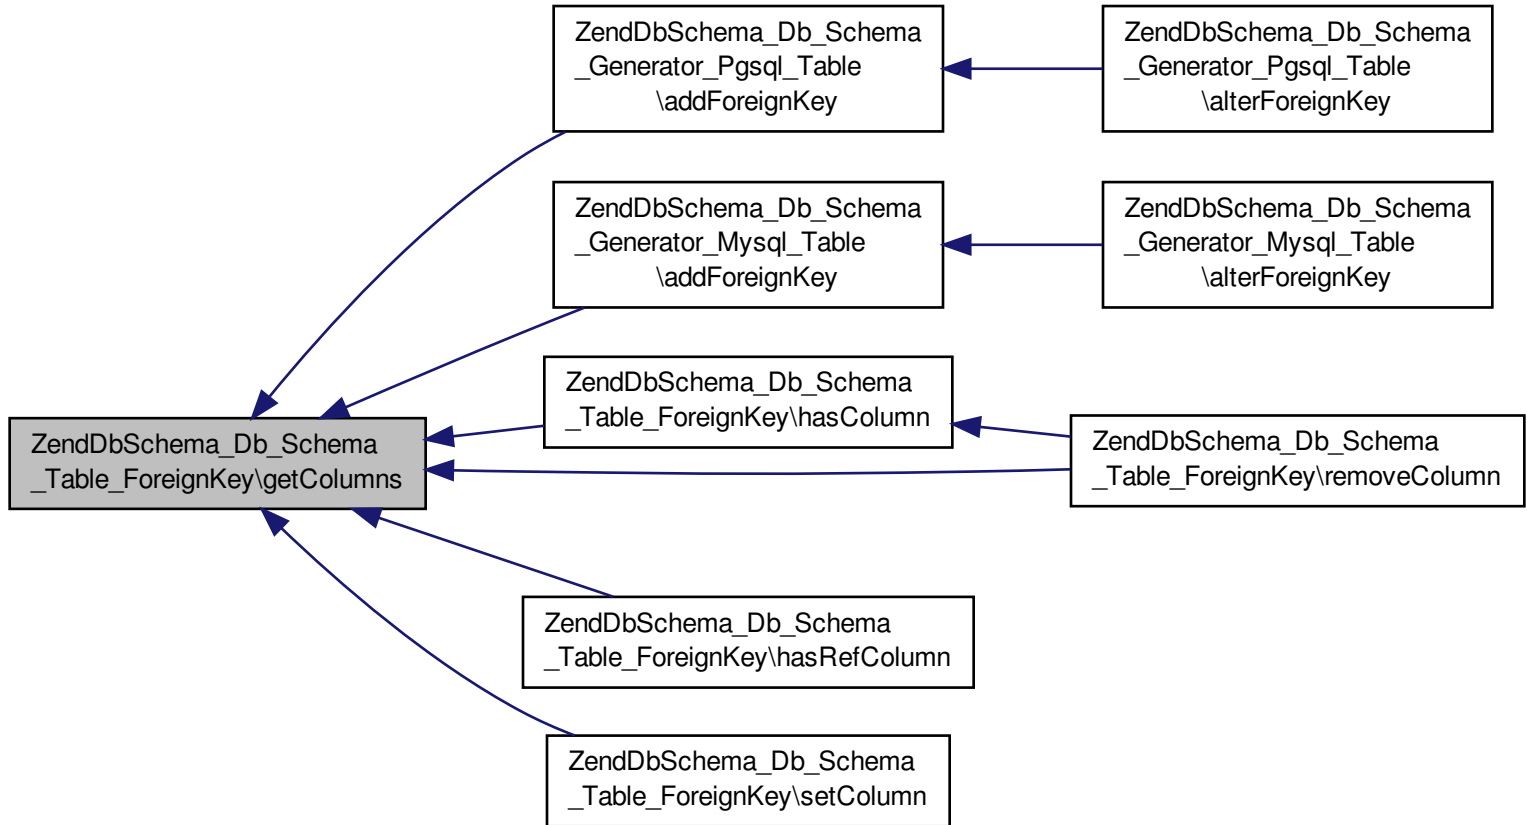 ZendDbSchema_Db_Schema
_Generator_Pgsql_Table
\addForeignKey
ZendDbSchema_Db_Schema
_Generator_Pgsql_Table
\alterForeignKey
ZendDbSchema_Db_Schema
_Generator_Mysql_Table
\addForeignKey
ZendDbSchema_Db_Schema
_Generator_Mysql_Table
\alterForeignKey
ZendDbSchema_Db_Schema
_Table_ForeignKey\hasColumn
ZendDbSchema_Db_Schema
_Table_ForeignKey\getColumns
ZendDbSchema_Db_Schema
_Table_ForeignKey\removeColumn
ZendDbSchema_Db_Schema
_Table_ForeignKey\hasRefColumn
ZendDbSchema_Db_Schema
_Table_ForeignKey\setColumn